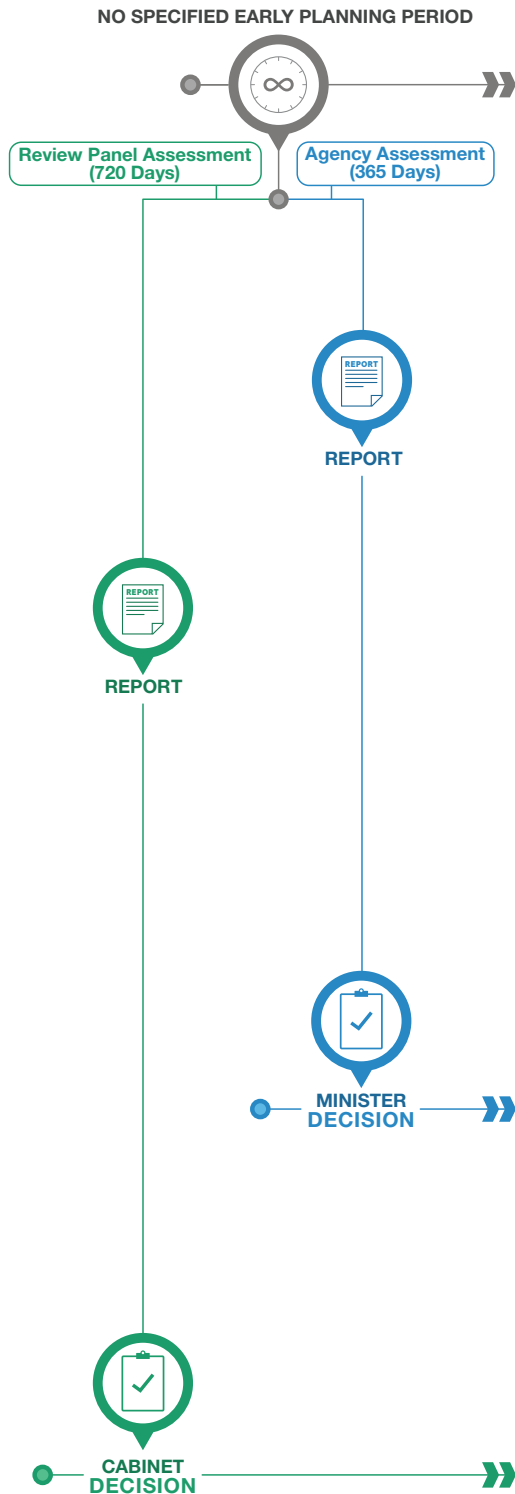 NO SPECIFIED EARLY PLANNING PERIOD
∞
Review Panel Assessment
(720 Days)
Agency Assessment
(365 Days)
REPORT
REPORT
REPORT
REPORT
MINISTER
DECISION
CABINET
DECISION